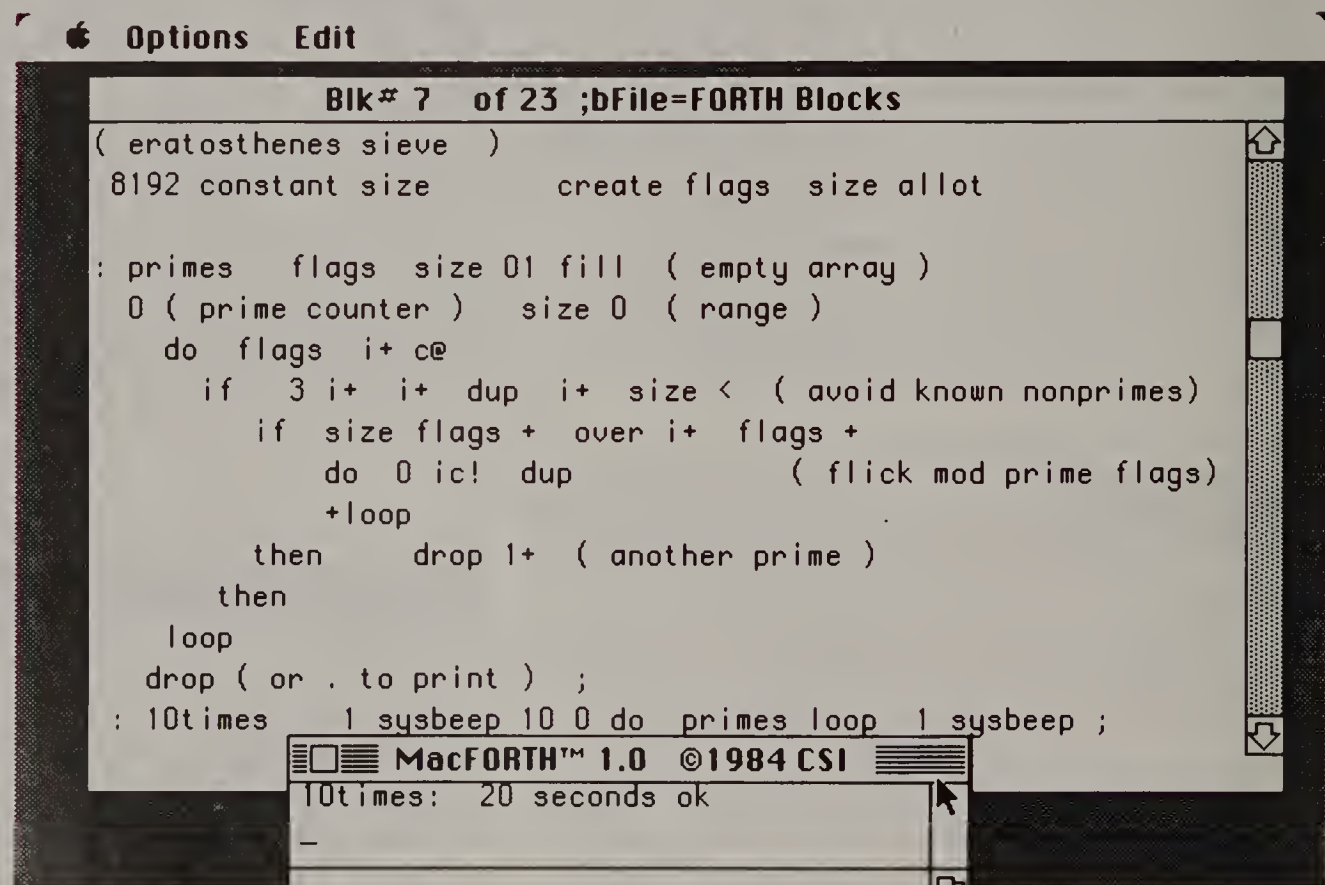 Options Edit
Blk# 7 of 23 ;bFile=FORTH Blocks
( eratosthenes sieve )
8192 constant size create flags size allot
: primes flags size 01 fill ( empty array )
0 ( prime counter ) size 0 ( range )
do flags i+ c@
if 3 i+ i+ dup i+ size < ( avoid known nonprimes)
if size flags + over i+ flags +
do 0 ic! dup ( flick mod prime flags)
+loop
then drop 1+ ( another prime )
then
loop
drop ( or . to print ) ;
: 10times 1 sysbeep 10 0 do primes loop 1 sysbeep ;
MacFORTH™ 1.0 ©1984 CSI
10times: 20 seconds ok
_